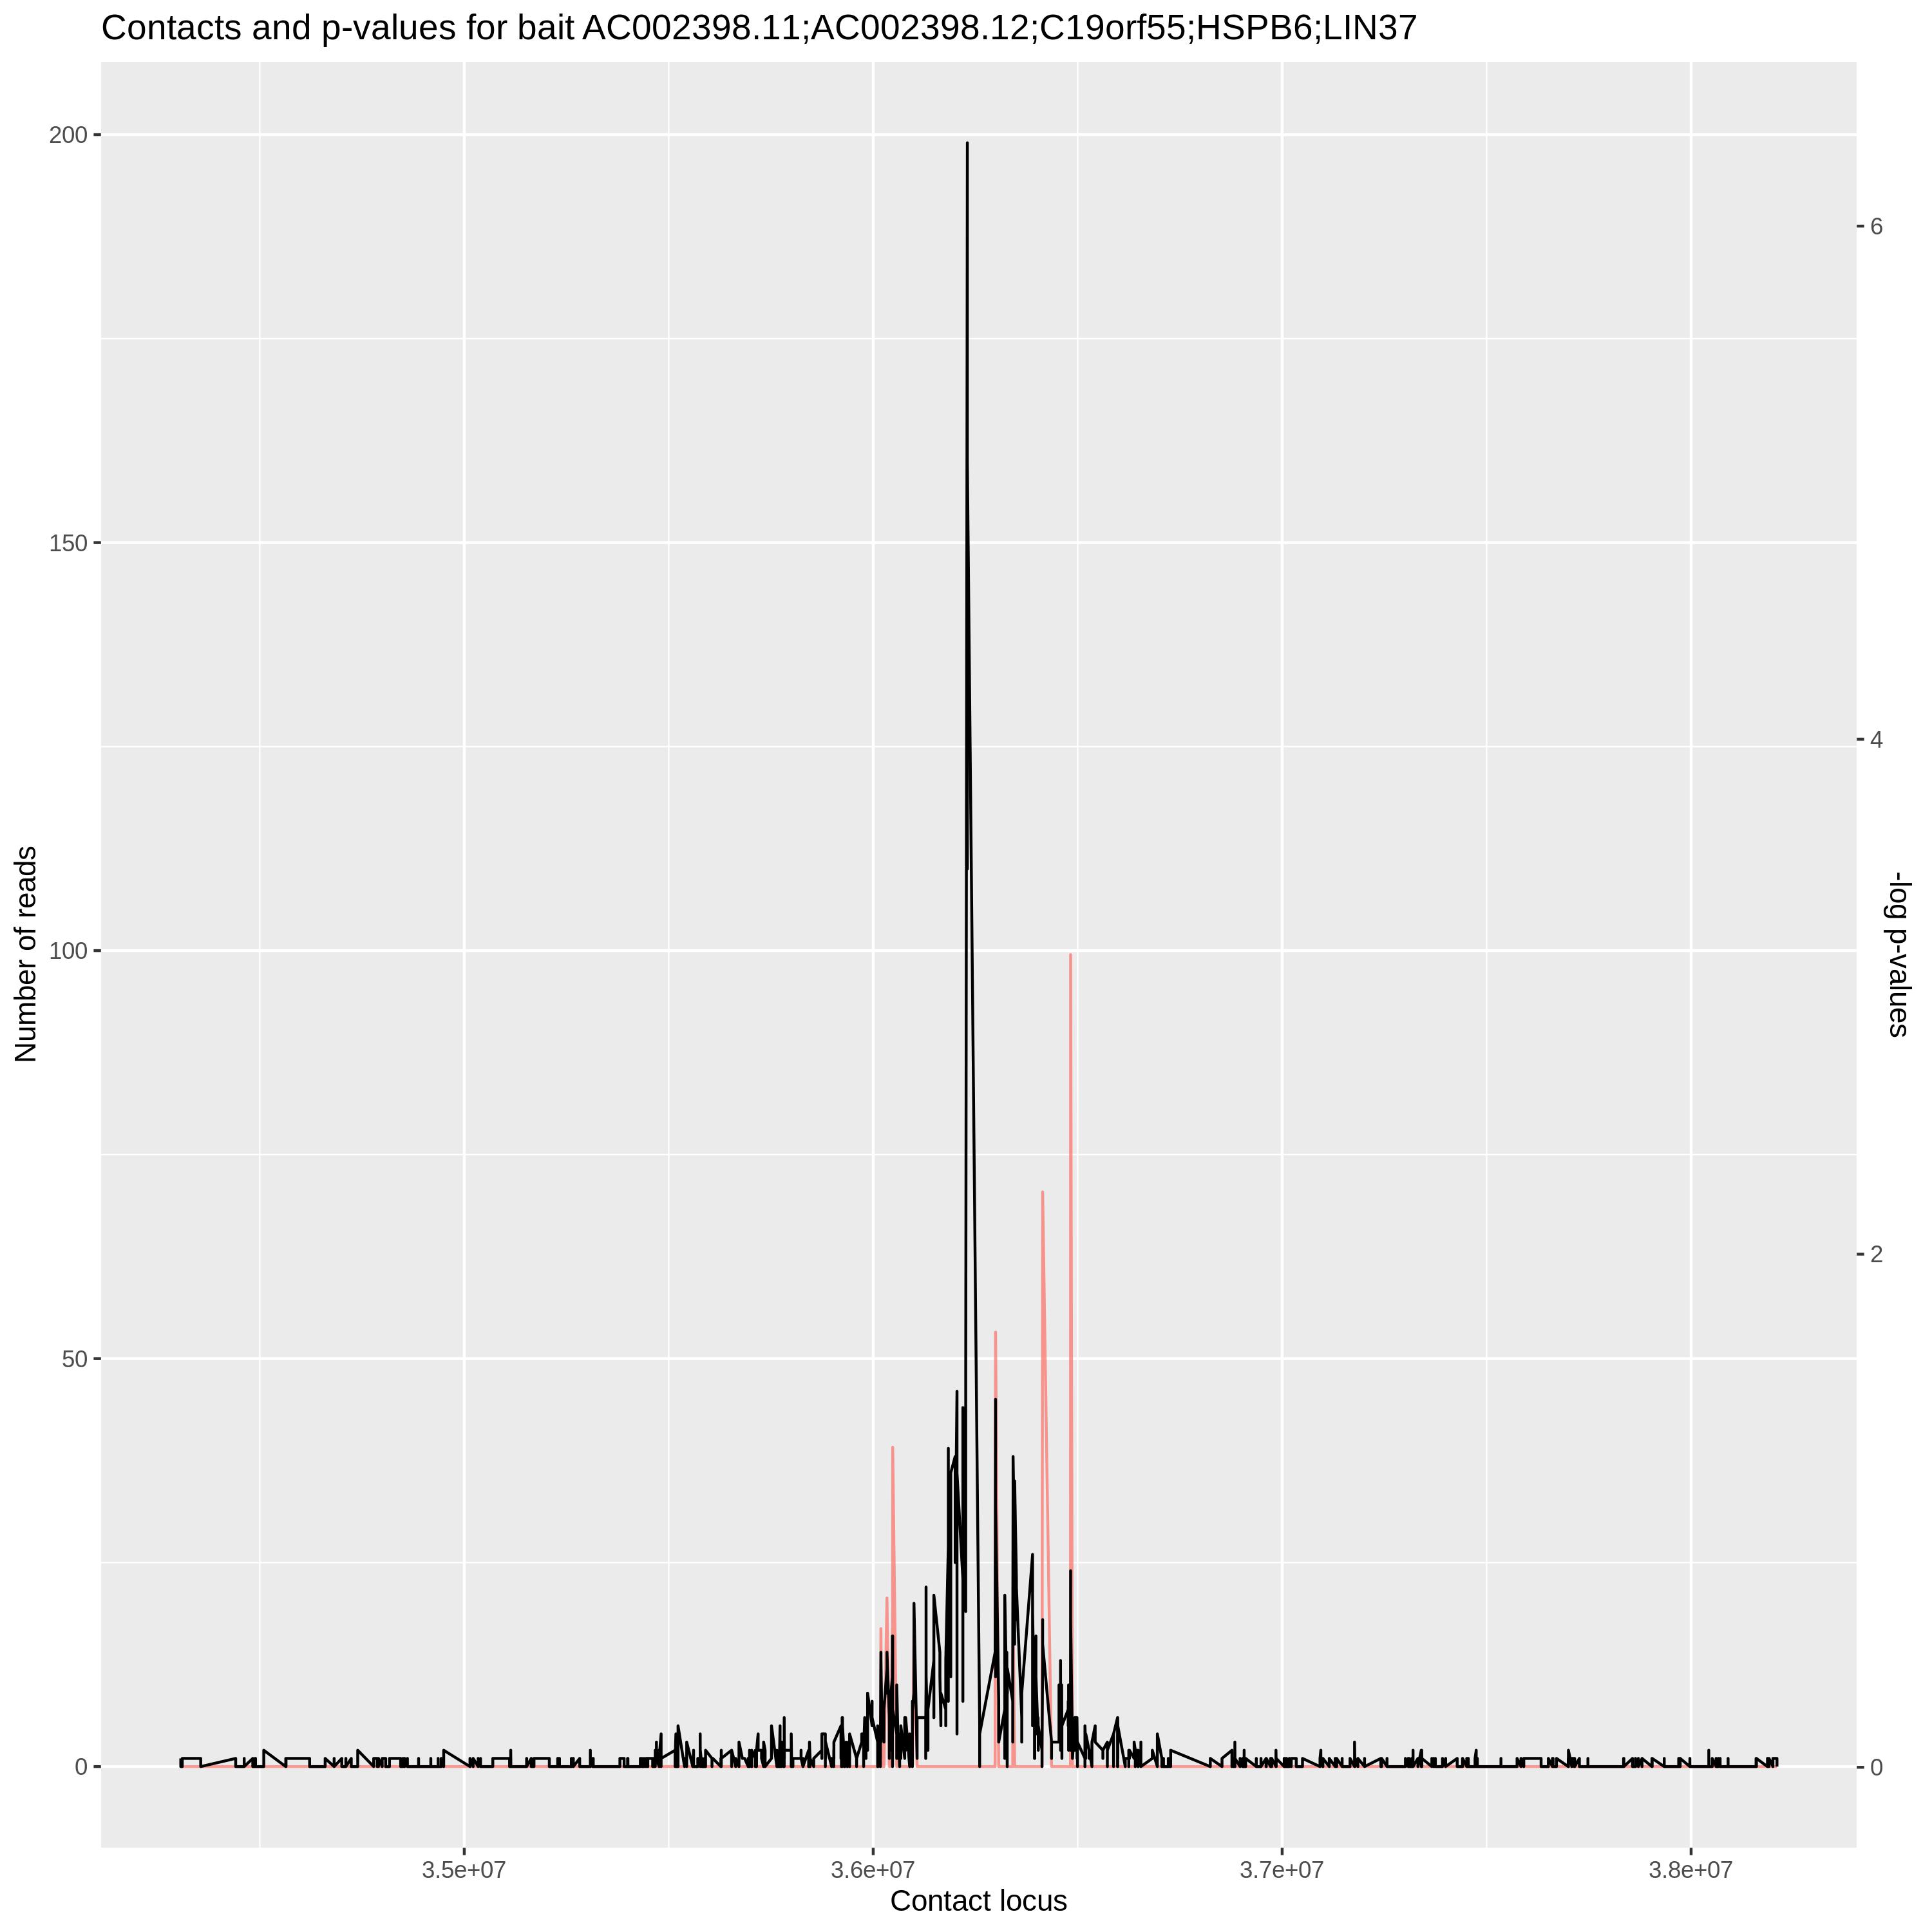 Contacts and p-values for bait AC002398.11;AC002398.12;C19orf55;HSPB6;LIN37
200
150
100
50
0
Number of reads
6
4
2
0
-log p-values
3.5e+07
3.6e+07
3.7e+07
3.8e+07
Contact locus